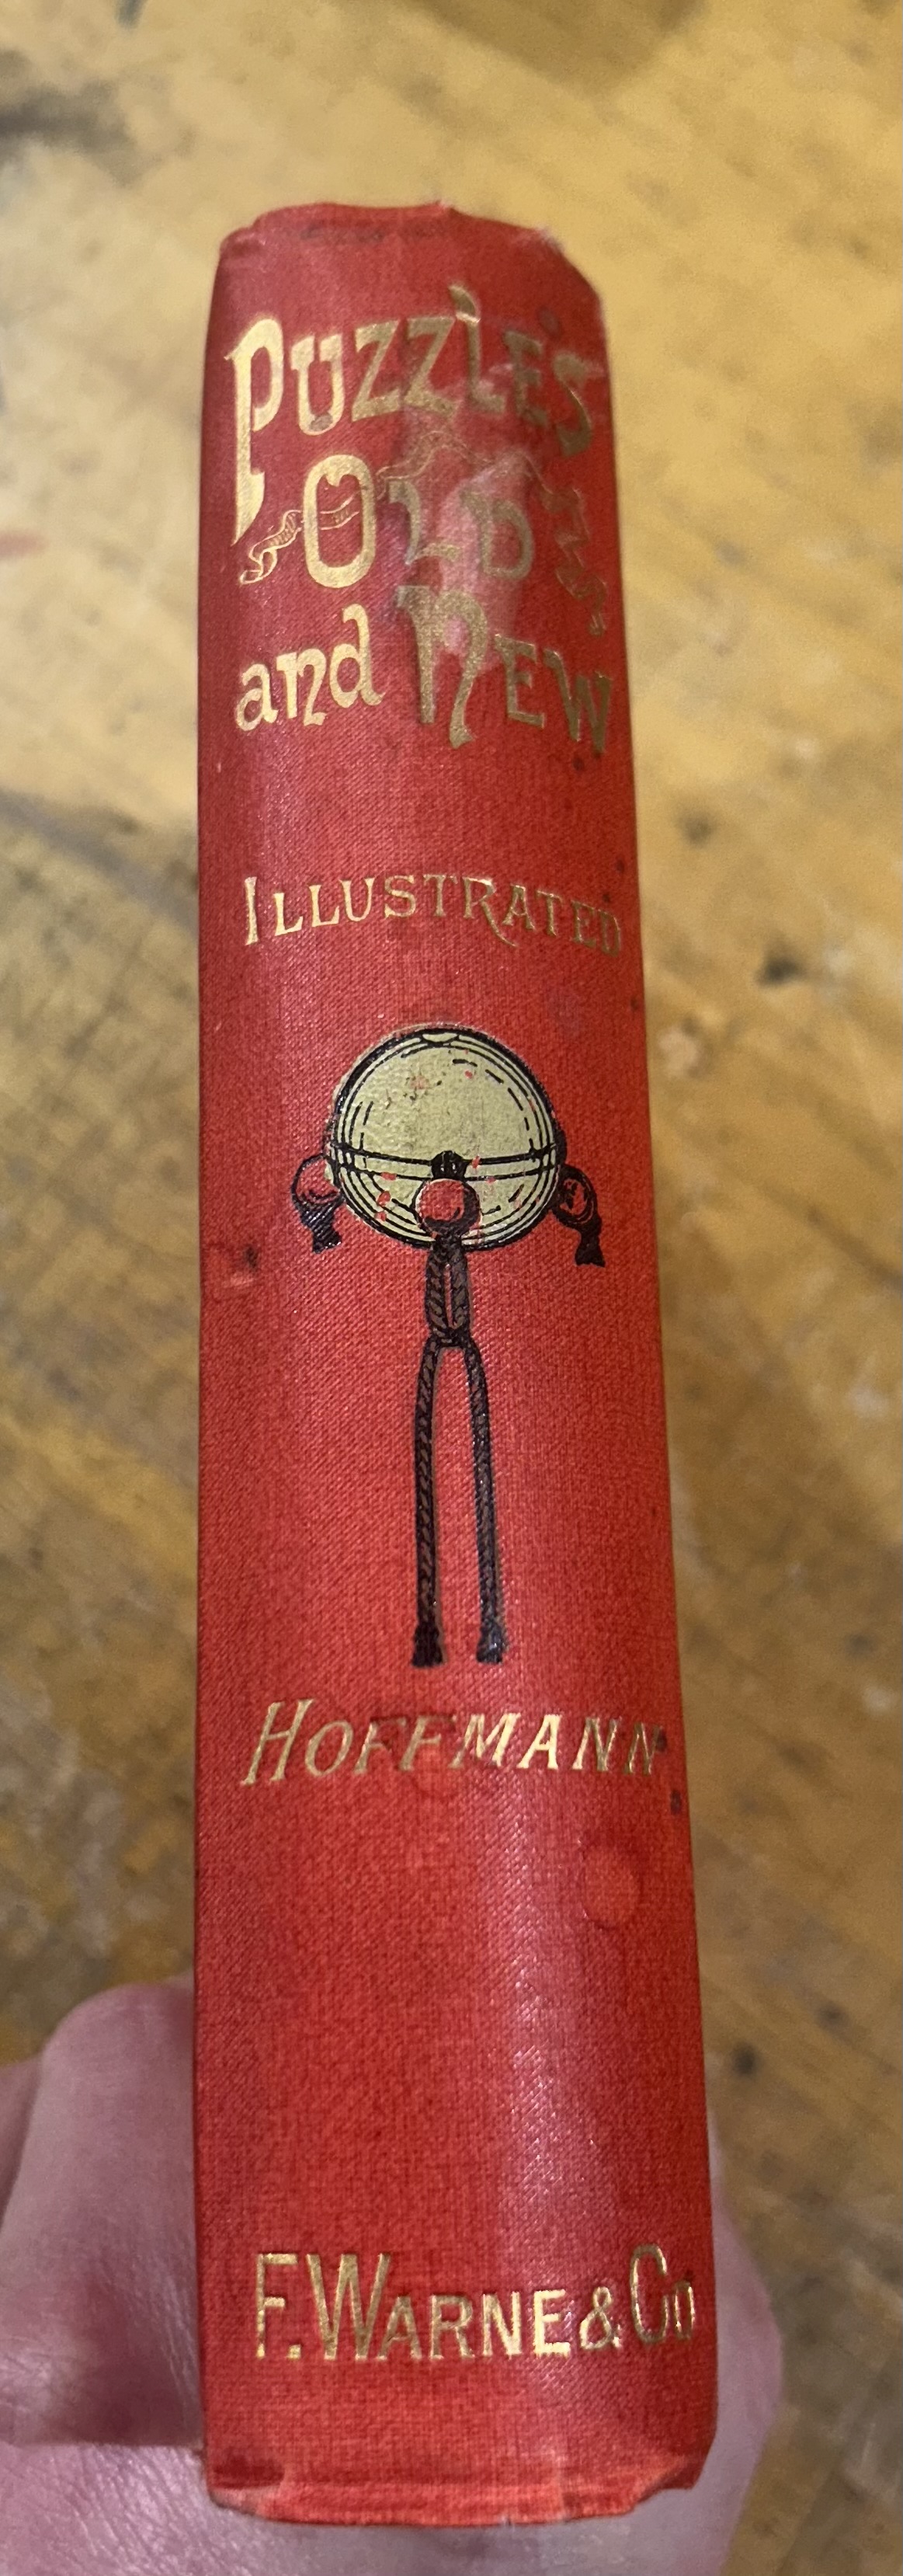 Puzzles
Old
and New
Illustrated
Hoffmann
F. Warne & Co